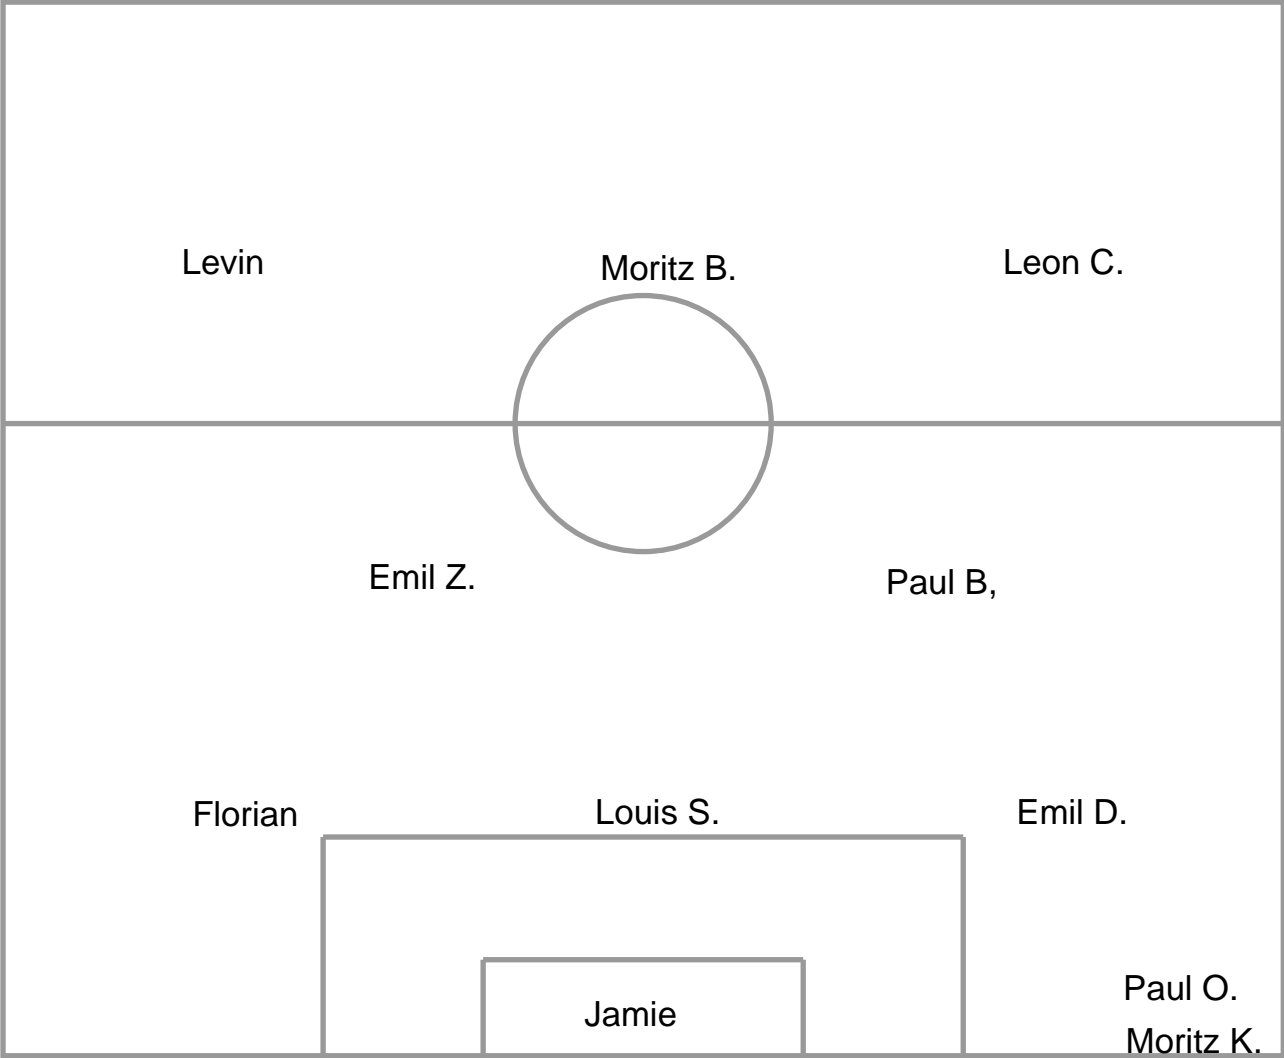 Levin
Moritz B.
Leon C.
Emil Z.
Paul B,
Florian
Louis S.
Emil D.
Paul O.
Jamie
Moritz K.